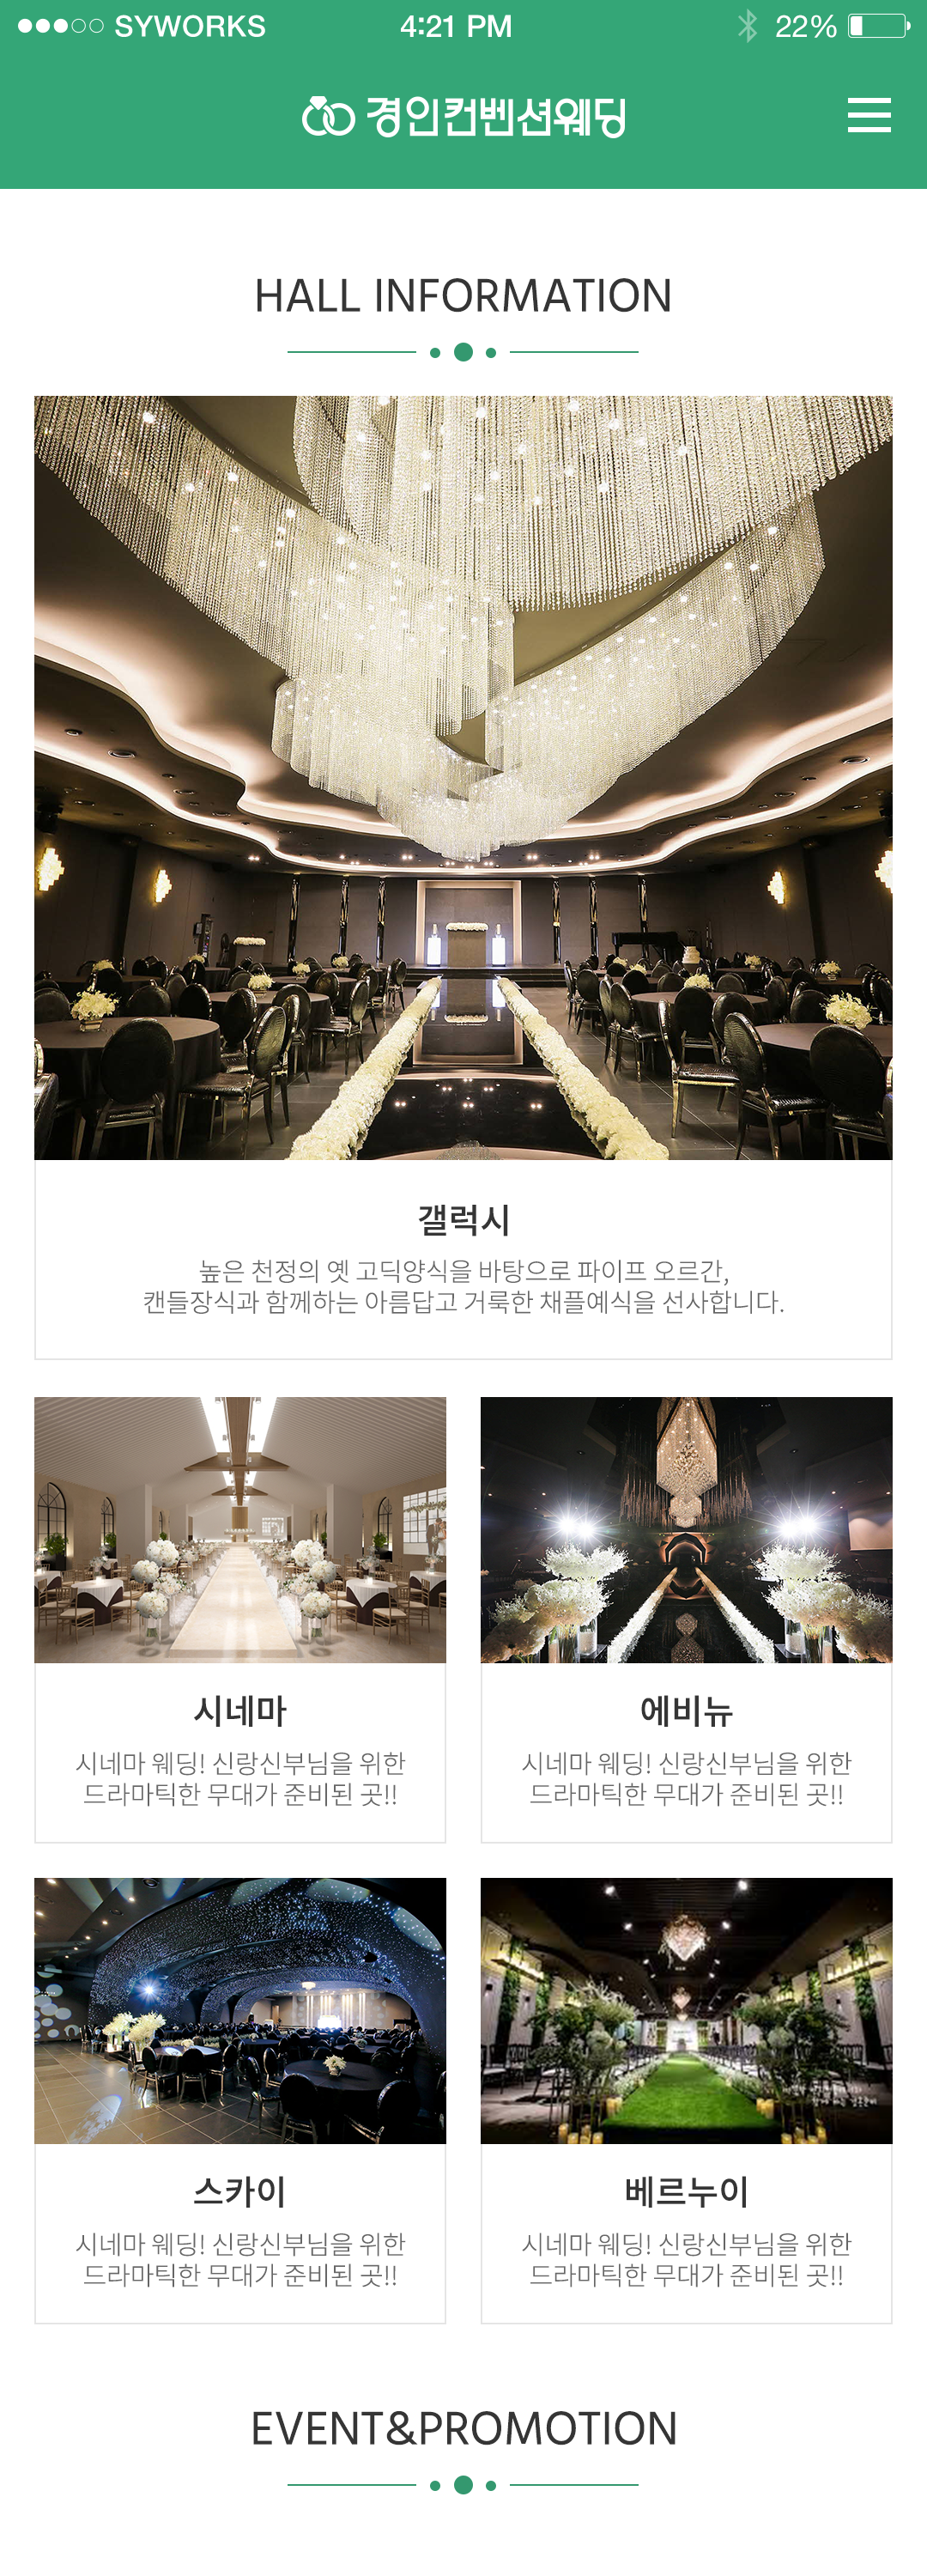 SYWORKS 4:21 PM 22%
경인컨벤션웨딩
HALL INFORMATION
갤럭시
높은 천정의 옛 고딕양식을 바탕으로 파이프 오르간,
캔들장식과 함께하는 아름답고 거룩한 채플예식을 선사합니다.
시네마
시네마 웨딩! 신랑신부님을 위한
드라마틱한 무대가 준비된 곳!!
에비뉴
시네마 웨딩! 신랑신부님을 위한
드라마틱한 무대가 준비된 곳!!
스카이
시네마 웨딩! 신랑신부님을 위한
드라마틱한 무대가 준비된 곳!!
베르누이
시네마 웨딩! 신랑신부님을 위한
드라마틱한 무대가 준비된 곳!!
EVENT&PROMOTION